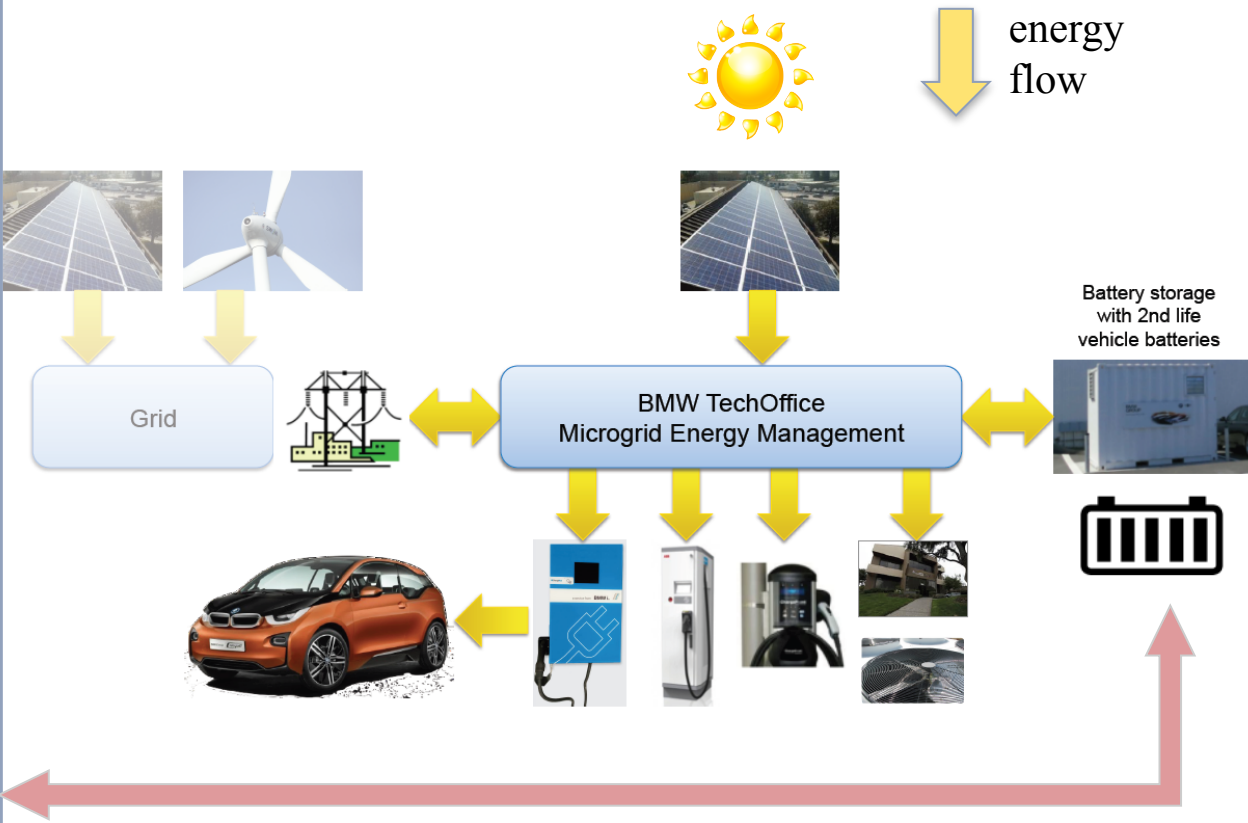 energy
flow
Battery storage
with 2nd life
vehicle batteries
Grid
BMW TechOffice
Microgrid Energy Management